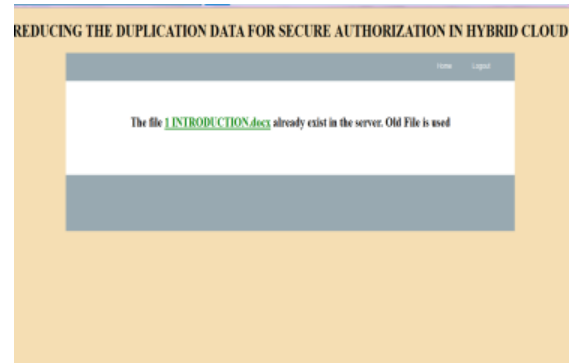 REDUCING THE DUPLICATION DATA FOR SECURE AUTHORIZATION IN HYBRID CLOUD
Home Logout
The file 1 INTRODUCTION.docx already exist in the server. Old File is used